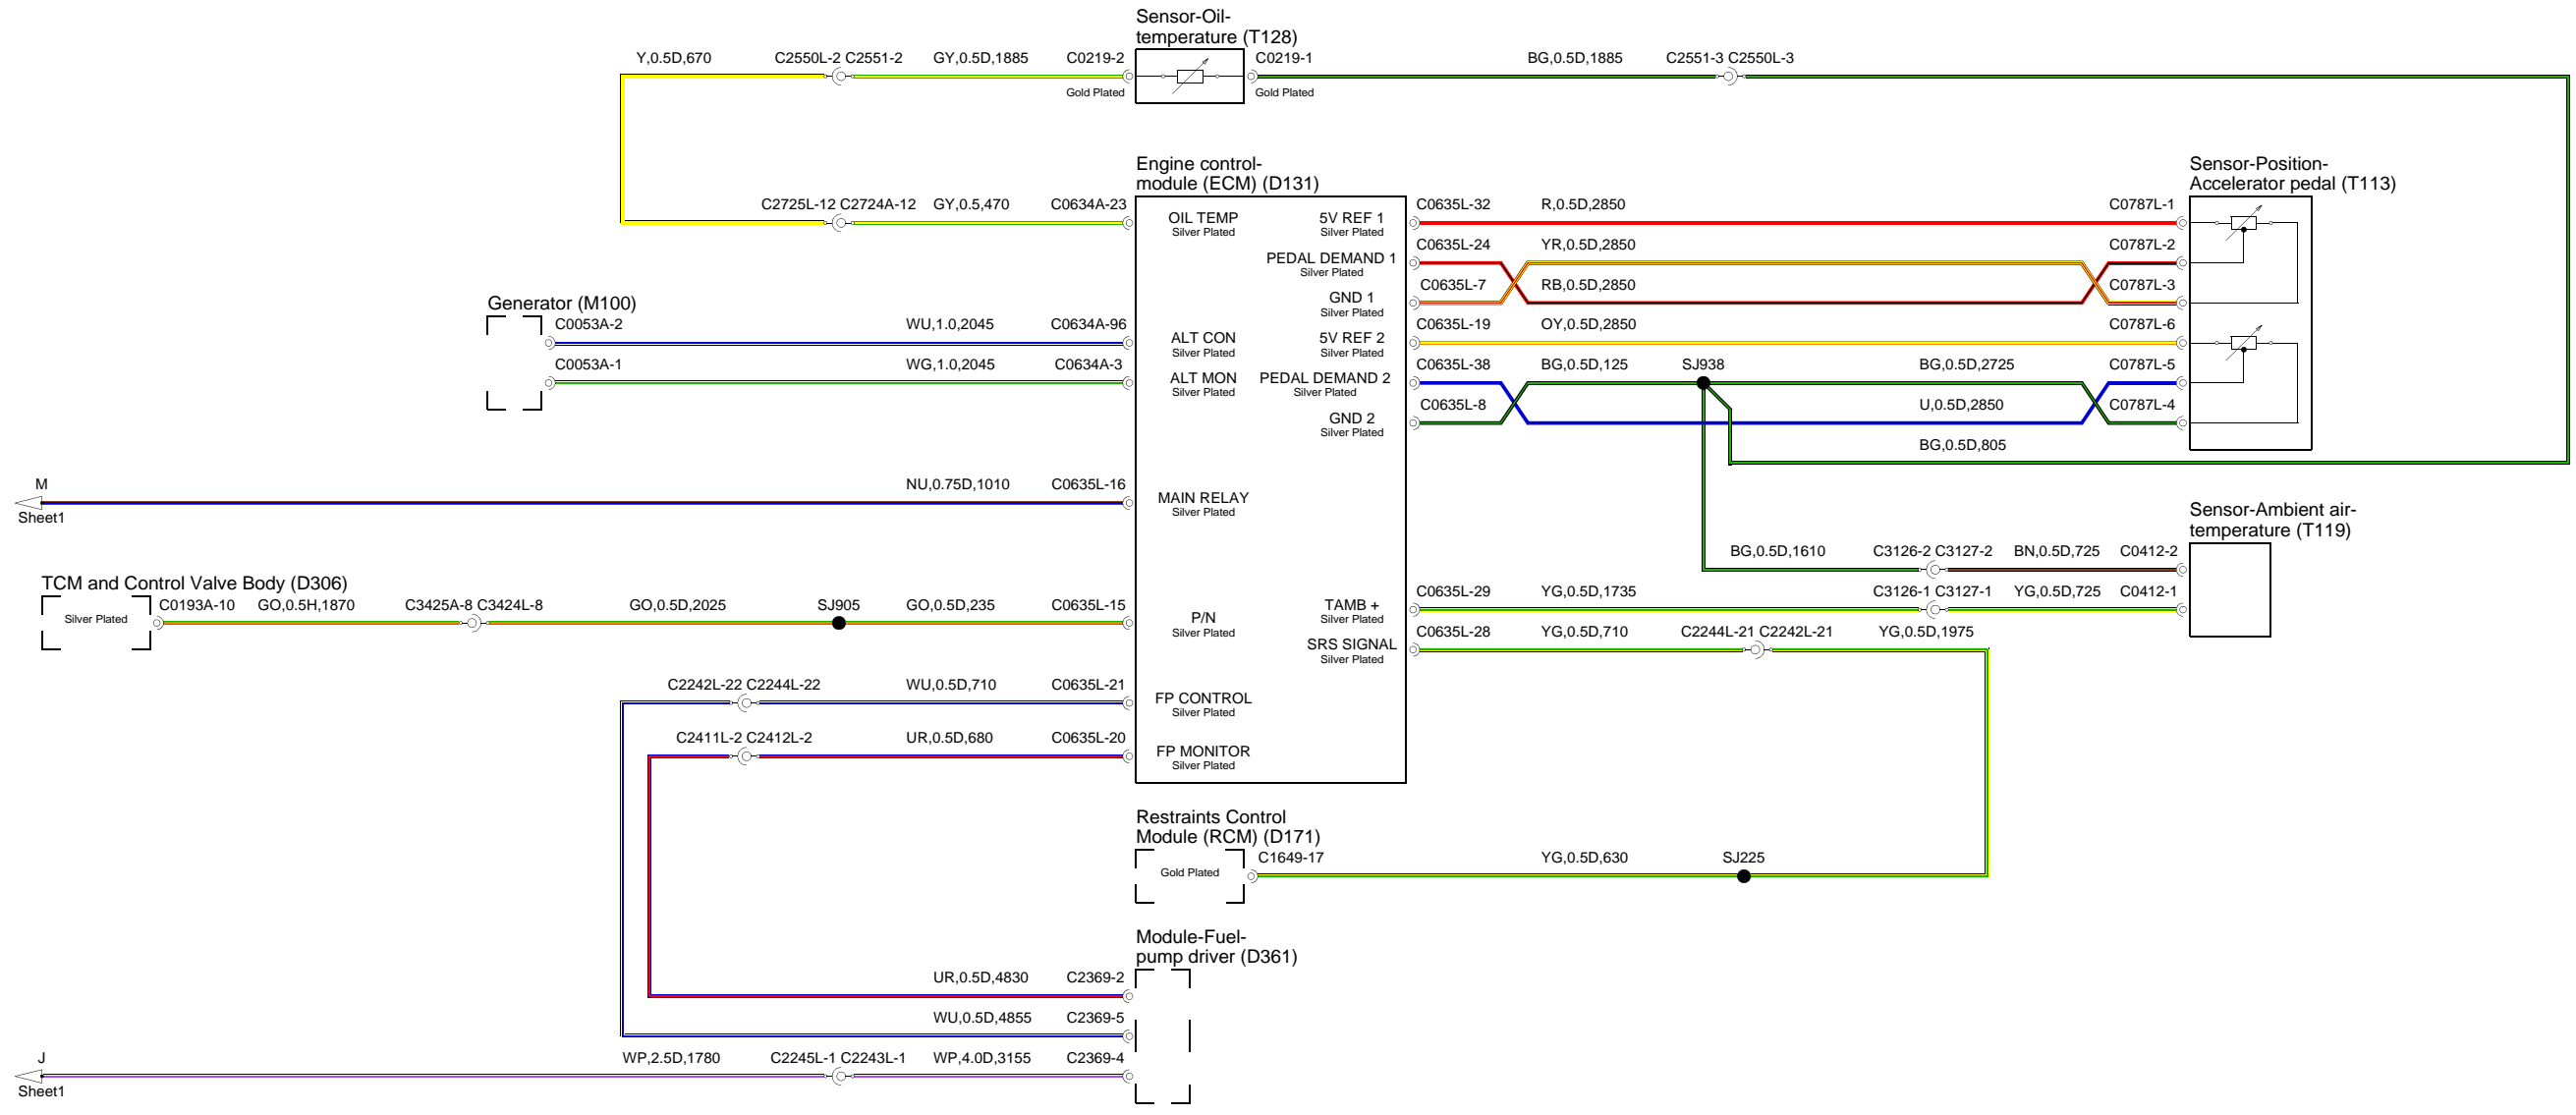 Sensor-Oil-
temperature (T128)
Y,0.5D,670
C2550L-2 C2551-2
GY,0.5D,1885
C0219-2
C0219-1
BG,0.5D,1885
C2551-3 C2550L-3
Gold Plated
Gold Plated
Engine control-
module (ECM) (D131)
Sensor-Position-
Accelerator pedal (T113)
C2725L-12 C2724A-12
GY,0.5,470
C0634A-23
OIL TEMP
Silver Plated
5V REF 1
Silver Plated
C0635L-32
R,0.5D,2850
C0787L-1
PEDAL DEMAND 1
Silver Plated
C0635L-24
YR,0.5D,2850
C0787L-2
GND 1
Silver Plated
C0635L-7
RB,0.5D,2850
C0787L-3
Generator (M100)
C0053A-2
WU,1.0,2045
C0634A-96
ALT CON
Silver Plated
5V REF 2
Silver Plated
C0635L-19
OY,0.5D,2850
C0787L-6
C0053A-1
WG,1.0,2045
C0634A-3
ALT MON
Silver Plated
PEDAL DEMAND 2
Silver Plated
C0635L-38
BG,0.5D,125
SJ938
BG,0.5D,2725
C0787L-5
GND 2
Silver Plated
C0635L-8
U,0.5D,2850
C0787L-4
BG,0.5D,805
M
Sheet1
NU,0.75D,1010
C0635L-16
MAIN RELAY
Silver Plated
Sensor-Ambient air-
temperature (T119)
BG,0.5D,1610
C3126-2 C3127-2
BN,0.5D,725
C0412-2
TCM and Control Valve Body (D306)
Silver Plated
C0193A-10
GO,0.5H,1870
C3425A-8 C3424L-8
GO,0.5D,2025
SJ905
GO,0.5D,235
C0635L-15
P/N
Silver Plated
TAMB +
Silver Plated
C0635L-29
YG,0.5D,1735
C3126-1 C3127-1
YG,0.5D,725
C0412-1
SRS SIGNAL
Silver Plated
C0635L-28
YG,0.5D,710
C2244L-21 C2242L-21
YG,0.5D,1975
C2242L-22 C2244L-22
WU,0.5D,710
C0635L-21
FP CONTROL
Silver Plated
C2411L-2 C2412L-2
UR,0.5D,680
C0635L-20
FP MONITOR
Silver Plated
Restraints Control
Module (RCM) (D171)
Gold Plated
C1649-17
YG,0.5D,630
SJ225
Module-Fuel-
pump driver (D361)
UR,0.5D,4830
C2369-2
WU,0.5D,4855
C2369-5
J
Sheet1
WP,2.5D,1780
C2245L-1 C2243L-1
WP,4.0D,3155
C2369-4